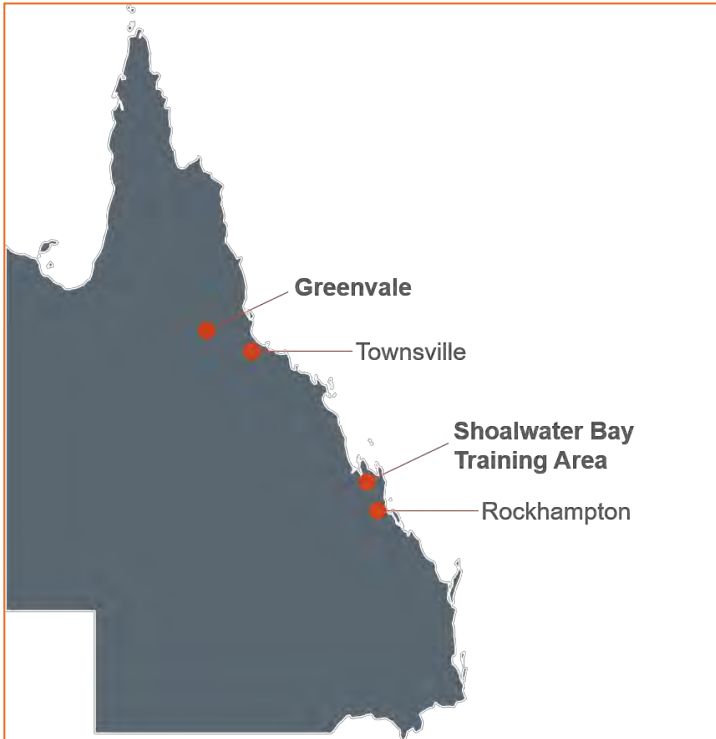 Greenvale
Townsville
Shoalwater Bay
Training Area
Rockhampton